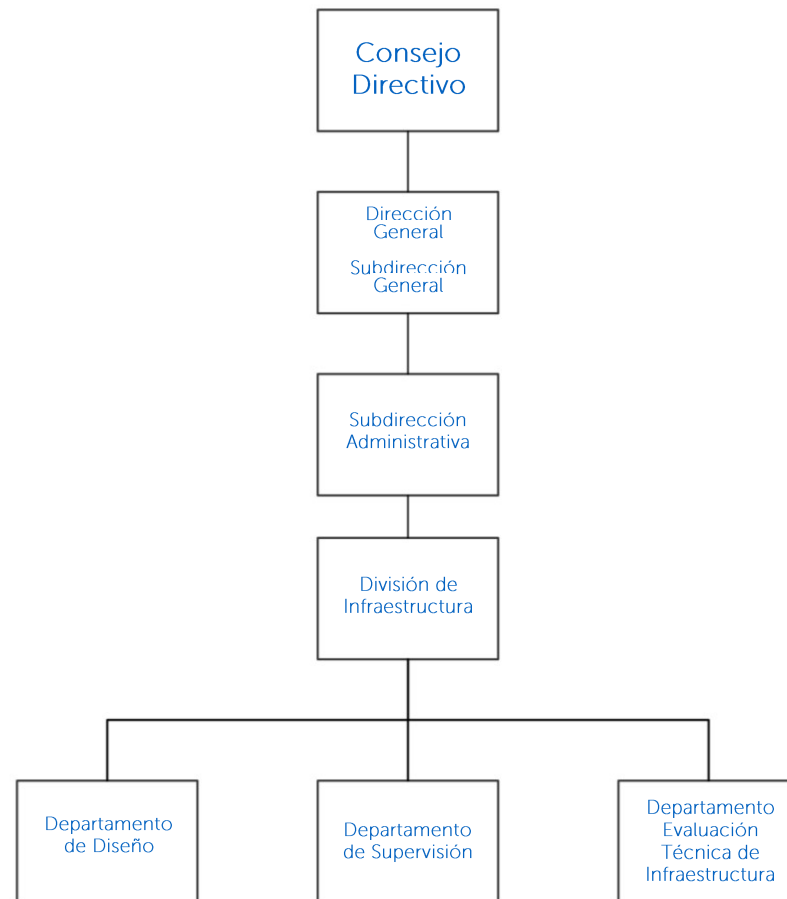 Consejo
Directivo
Dirección
General
Subdirección
General
Subdirección
Administrativa
División de
Infraestructura
Departamento
de Diseño
Departamento
de Supervisión
Departamento
Evaluación
Técnica de
Infraestructura